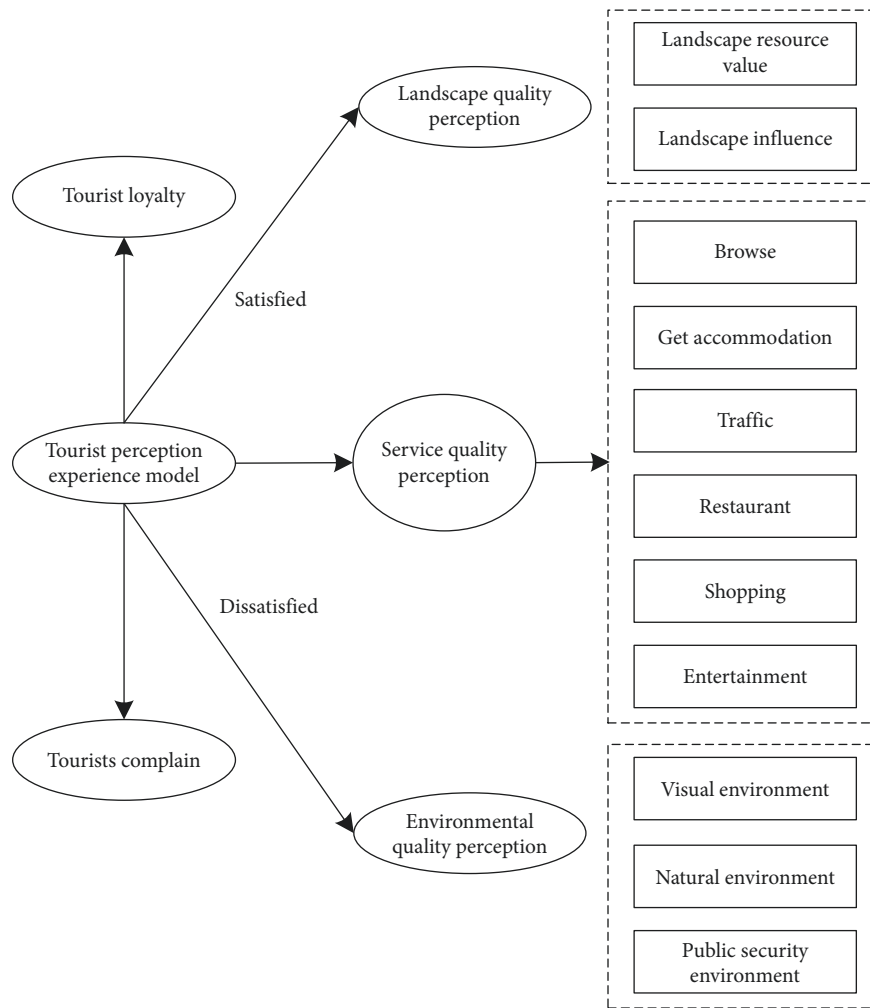 Landscape resource
value
Landscape quality
perception
Landscape influence
Tourist loyalty
Satisfied
Browse
Get accommodation
Traffic
Tourist perception
experience model
Service quality
perception
Restaurant
Shopping
Dissatisfied
Entertainment
Tourists complain
Visual environment
Environmental
quality perception
Natural environment
Public security
environment